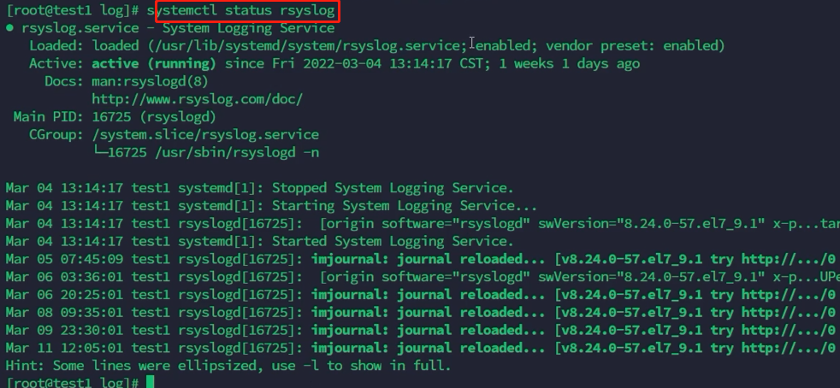 [root@test1 log]# systemctl status rsyslog
● rsyslog.service - System Logging Service
Loaded: loaded (/usr/lib/systemd/system/rsyslog.service; enabled; vendor preset: enabled)
Active: active (running) since Fri 2022-03-04 13:14:17 CST; 1 weeks 1 days ago
Docs: man:rsyslogd(8)
http://www.rsyslog.com/doc/
Main PID: 16725 (rsyslogd)
CGroup: /system.slice/rsyslog.service
└─16725 /usr/sbin/rsyslogd -n
Mar 04 13:14:17 test1 systemd[1]: Stopped System Logging Service.
Mar 04 13:14:17 test1 systemd[1]: Starting System Logging Service...
Mar 04 13:14:17 test1 rsyslogd[16725]: [origin software="rsyslogd" swVersion="8.24.0-57.el7_9.1" x-p...tar
Mar 04 13:14:17 test1 systemd[1]: Started System Logging Service.
Mar 05 07:45:09 test1 rsyslogd[16725]: imjournal: journal reloaded... [v8.24.0-57.el7_9.1 try http://.../0
Mar 06 03:36:01 test1 rsyslogd[16725]: [origin software="rsyslogd" swVersion="8.24.0-57.el7_9.1" x-p...UPe
Mar 06 20:25:01 test1 rsyslogd[16725]: imjournal: journal reloaded... [v8.24.0-57.el7_9.1 try http://.../0
Mar 08 09:35:01 test1 rsyslogd[16725]: imjournal: journal reloaded... [v8.24.0-57.el7_9.1 try http://.../0
Mar 09 23:30:01 test1 rsyslogd[16725]: imjournal: journal reloaded... [v8.24.0-57.el7_9.1 try http://.../0
Mar 11 12:05:01 test1 rsyslogd[16725]: imjournal: journal reloaded... [v8.24.0-57.el7_9.1 try http://.../0
Hint: Some lines were ellipsized, use -l to show in full.
[root@test1 log]#